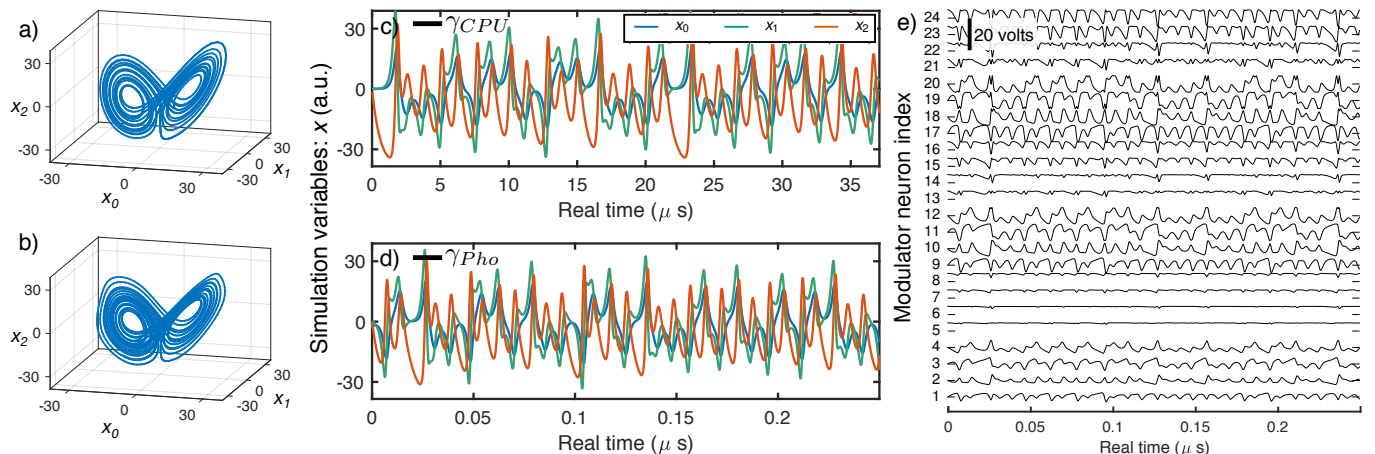 a)
30
0
-30
x2
-30
0
30
x0
-30
0
30
x1
b)
30
0
-30
x2
-30
0
30
x0
-30
0
30
x1
Simulation variables: x (a.u.)
c)
γCPU
x0 x1 x2
30
0
-30
0 5 10 15 20 25 30 35
Real time (μ s)
d)
γPho
30
0
-30
0 0.05 0.1 0.15 0.2
Real time (μ s)
e)
Modulator neuron index
20 volts
24
23
22
21
20
19
18
17
16
15
14
13
12
11
10
9
8
7
6
5
4
3
2
1
0 0.05 0.1 0.15 0.2
Real time (μ s)